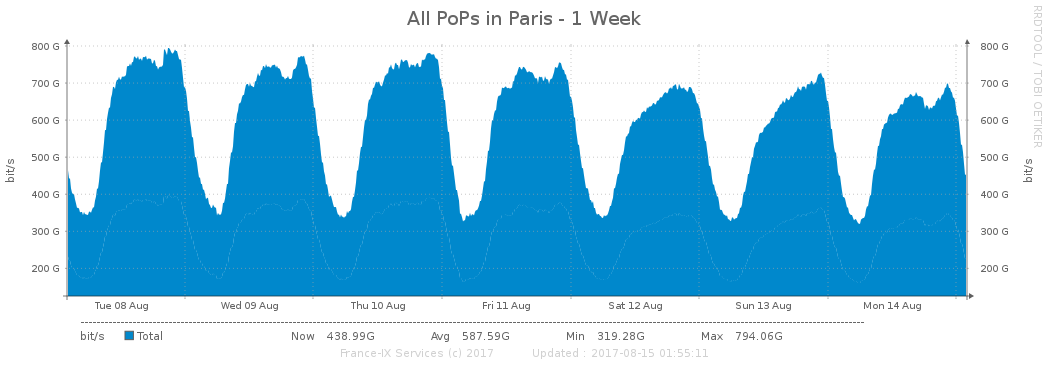 All PoPs in Paris - 1 Week
RRDTOOL / TOBI OETIKER
800 G 800 G
700 G 700 G
600 G 600 G
500 G 500 G
400 G 400 G
300 G 300 G
200 G 200 G
bit/s bit/s
Tue 08 Aug Wed 09 Aug Thu 10 Aug Fri 11 Aug Sat 12 Aug Sun 13 Aug Mon 14 Aug
bit/s Total Now 438.99G Avg 587.59G Min 319.28G Max 794.06G
France-IX Services (c) 2017 Updated : 2017-08-15 01:55:11